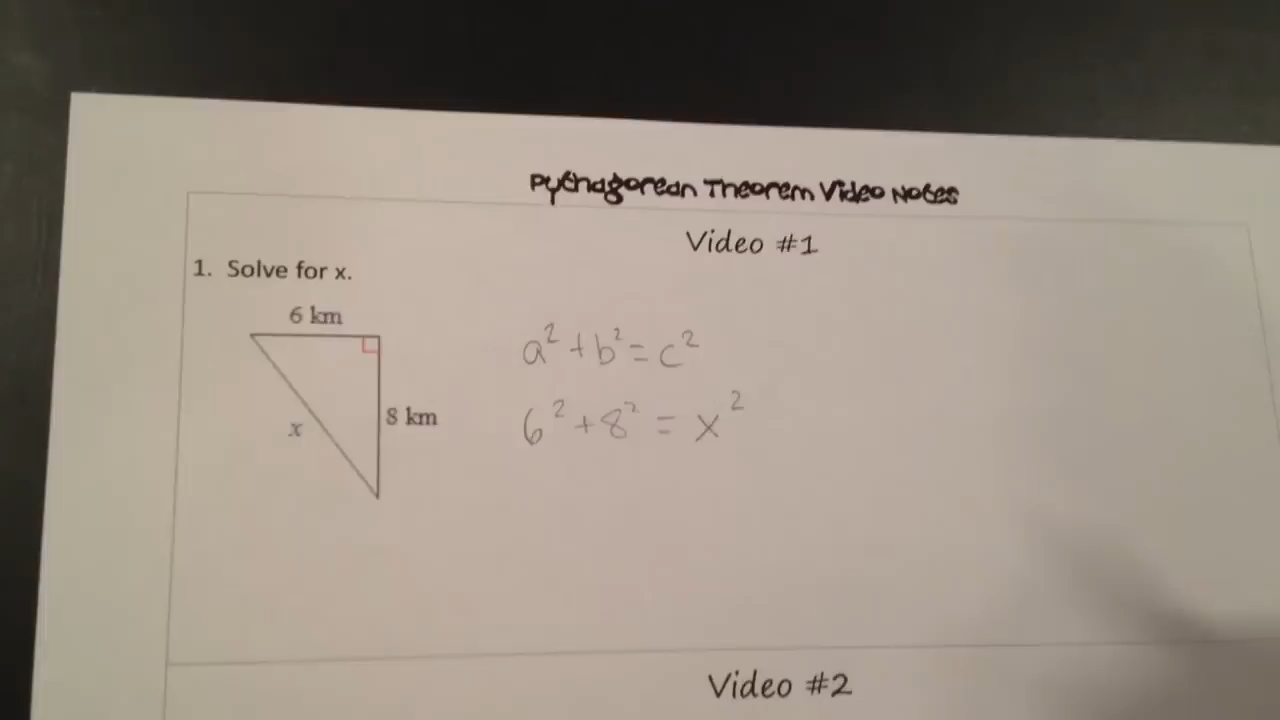 Pythagorean Theorem Video Notes
Video #1
1. Solve for x.
6 km
8 km
x
a² + b² = c²
6² + 8² = x²
Video #2